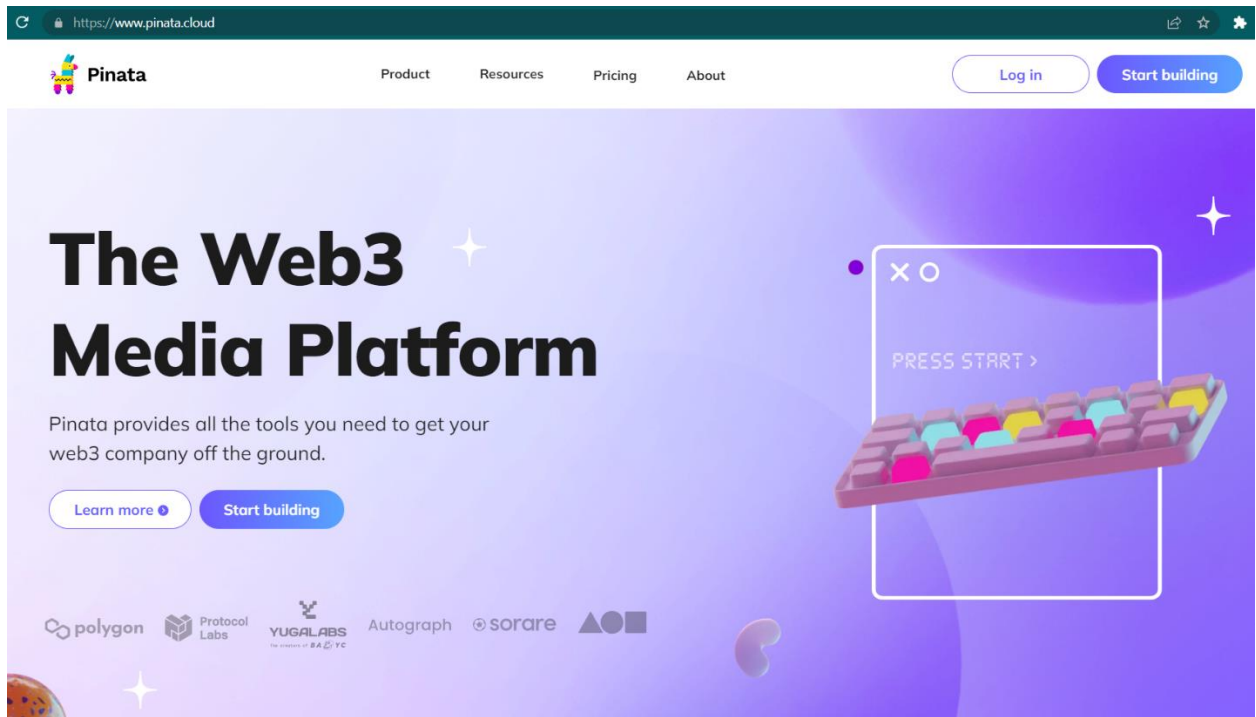 https://www.pinata.cloud
Pinata
Product Resources Pricing About
Log in Start building
The Web3
Media Platform
Pinata provides all the tools you need to get your
web3 company off the ground.
Learn more Start building
X O
PRESS START >
polygon Protocol Labs YUGALABS Autograph sorare